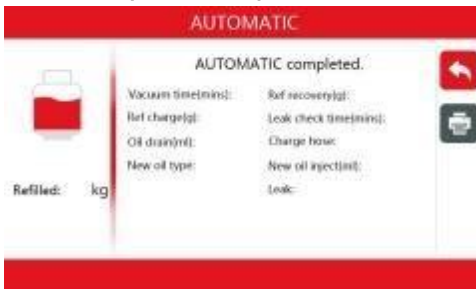 AUTOMATIC
AUTOMATIC completed.
Vacuum time(mins): Ref recovery(g):
Ref charge(g): Leak check time(mins):
Oil drain(ml): Charge hose:
New oil type: New oil inject(ml):
Leak:
Refilled: kg